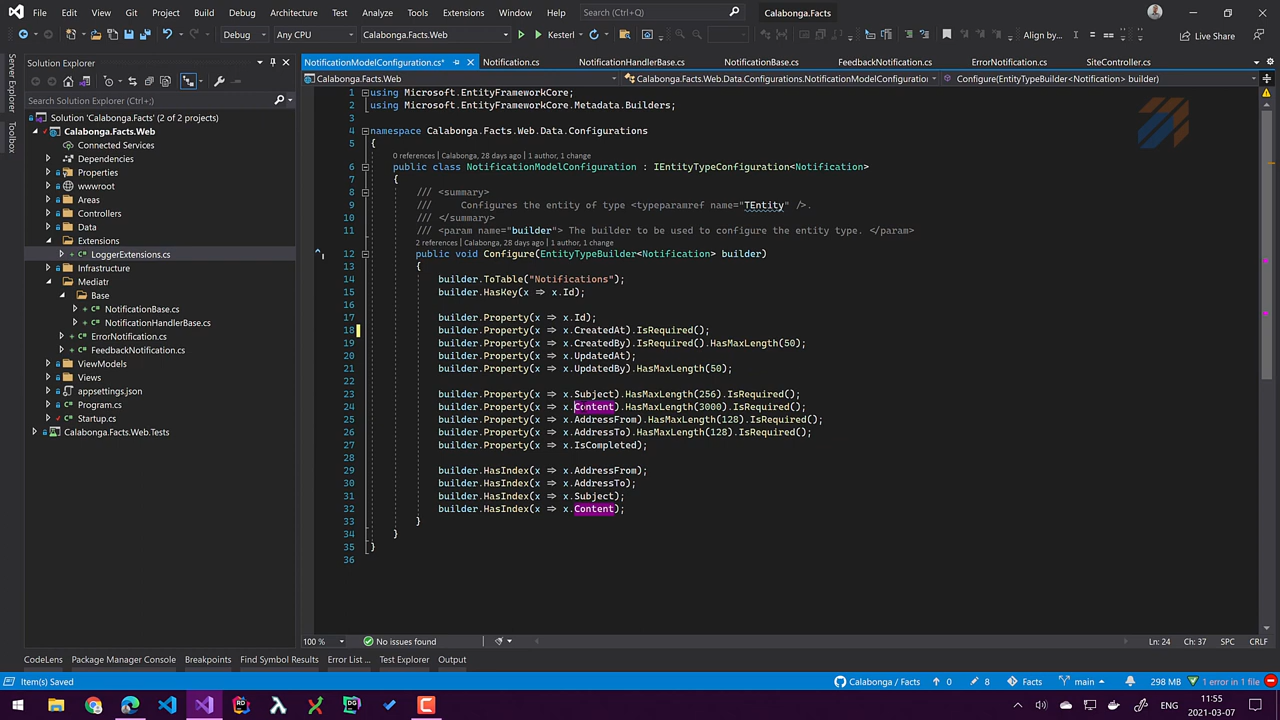 File Edit View Git Project Build Debug Architecture Test Analyze Tools Extensions Window Help Search (Ctrl+Q) Calabonga.Facts
Debug Any CPU Calabonga.Facts.Web Kesterl Align by... Live Share
Server Explorer
Toolbox
Solution Explorer
Search Solution Explorer (Ctrl+;)
Solution 'Calabonga.Facts' (2 of 2 projects)
Calabonga.Facts.Web
Connected Services
Dependencies
Properties
wwwroot
Areas
Controllers
Data
Extensions
LoggerExtensions.cs
Infrastructure
Mediatr
Base
NotificationBase.cs
NotificationHandlerBase.cs
ErrorNotification.cs
FeedbackNotification.cs
ViewModels
Views
appsettings.json
Program.cs
Startup.cs
Calabonga.Facts.Web.Tests
NotificationModelConfiguration.cs* Notification.cs NotificationHandlerBase.cs NotificationBase.cs FeedbackNotification.cs ErrorNotification.cs SiteController.cs
Calabonga.Facts.Web Calabonga.Facts.Web.Data.Configurations.NotificationModelConfiguration Configure(EntityTypeBuilder<Notification> builder)
1 using Microsoft.EntityFrameworkCore;
2 using Microsoft.EntityFrameworkCore.Metadata.Builders;
3
4 namespace Calabonga.Facts.Web.Data.Configurations
5 {
0 references | Calabonga, 28 days ago | 1 author, 1 change
6 public class NotificationModelConfiguration : IEntityTypeConfiguration<Notification>
7 {
8 /// <summary>
9 /// Configures the entity of type <typeparamref name="TEntity" />.
10 /// </summary>
11 /// <param name="builder"> The builder to be used to configure the entity type. </param>
2 references | Calabonga, 28 days ago | 1 author, 1 change
12 public void Configure(EntityTypeBuilder<Notification> builder)
13 {
14 builder.ToTable("Notifications");
15 builder.HasKey(x => x.Id);
16
17 builder.Property(x => x.Id);
18 builder.Property(x => x.CreatedAt).IsRequired();
19 builder.Property(x => x.CreatedBy).IsRequired().HasMaxLength(50);
20 builder.Property(x => x.UpdatedAt);
21 builder.Property(x => x.UpdatedBy).HasMaxLength(50);
22
23 builder.Property(x => x.Subject).HasMaxLength(256).IsRequired();
24 builder.Property(x => x.Content).HasMaxLength(3000).IsRequired();
25 builder.Property(x => x.AddressFrom).HasMaxLength(128).IsRequired();
26 builder.Property(x => x.AddressTo).HasMaxLength(128).IsRequired();
27 builder.Property(x => x.IsCompleted);
28
29 builder.HasIndex(x => x.AddressFrom);
30 builder.HasIndex(x => x.AddressTo);
31 builder.HasIndex(x => x.Subject);
32 builder.HasIndex(x => x.Content);
33 }
34 }
35 }
36
100 % No issues found Ln: 24 Ch: 37 SPC CRLF
CodeLens Package Manager Console Breakpoints Find Symbol Results Error List ... Test Explorer Output
Item(s) Saved Calabonga / Facts 0 8 Facts main 298 MB 1 error in 1 file
ENG 11:55
2021-03-07